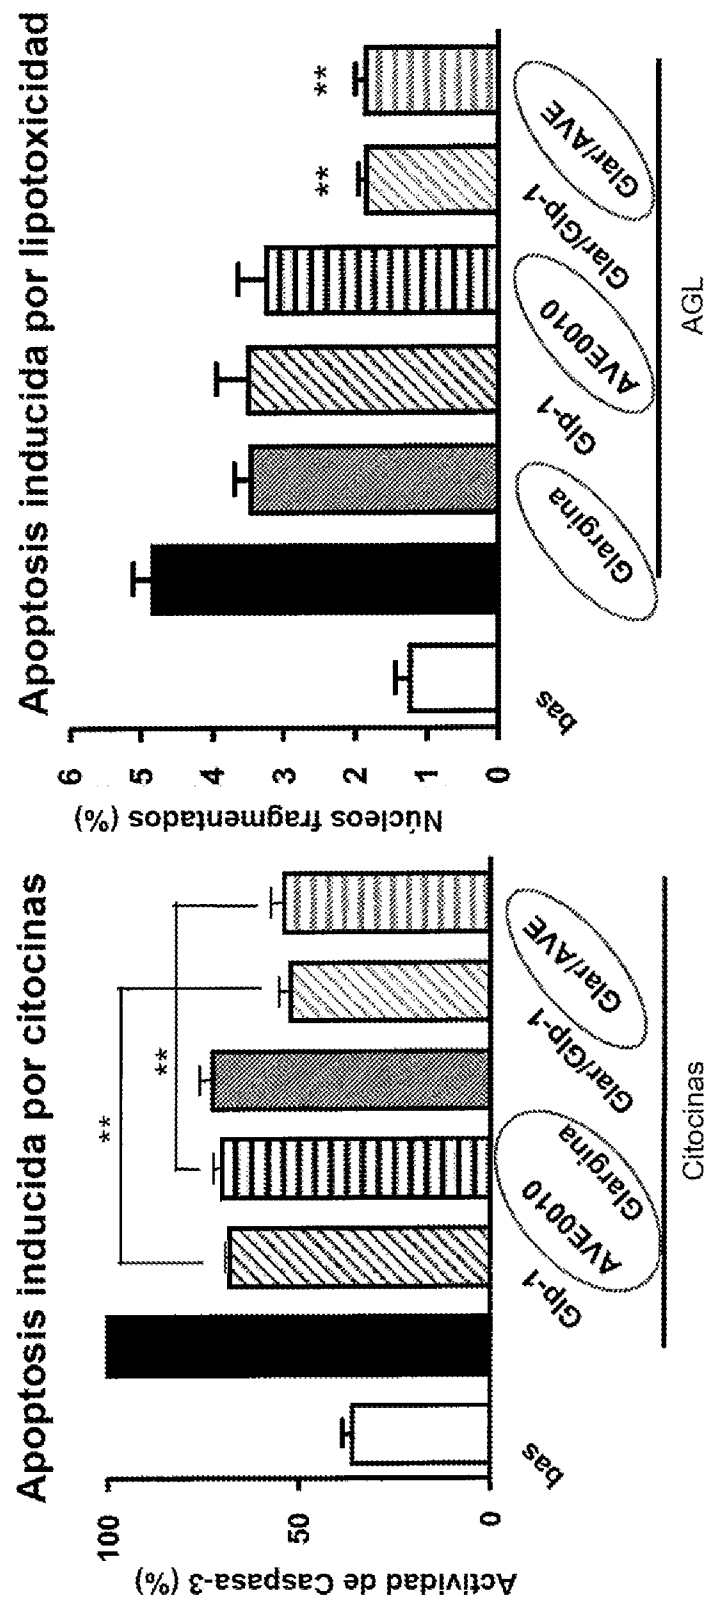 Apoptosis inducida por citocinas
Actividad de Caspasa-3 (%)
100
50
0
**
**
bas
Glp-1
AVE0010
Glargina
Glar/Glp-1
Glar/AVE
Citocinas
Apoptosis inducida por lipotoxicidad
Núcleos fragmentados (%)
6
5
4
3
2
1
0
**
**
bas
Glargina
Glp-1
AVE0010
Glar/Glp-1
Glar/AVE
AGL